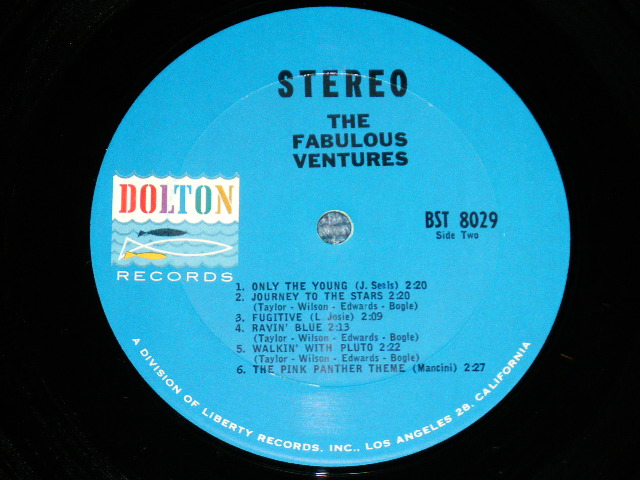 STEREO
THE
FABULOUS
VENTURES
DOLTON
RECORDS
BST 8029
Side Two
1. ONLY THE YOUNG (J. Seals) 2:20
2. JOURNEY TO THE STARS 2:20
(Taylor - Wilson - Edwards - Bogle)
3. FUGITIVE (L. Josie) 2:09
4. RAVIN' BLUE 2:13
(Taylor - Wilson - Edwards - Bogle)
5. WALKIN' WITH PLUTO 2:22
(Taylor - Wilson - Edwards - Bogle)
6. THE PINK PANTHER THEME (Mancini) 2:27
A DIVISION OF LIBERTY RECORDS, INC., LOS ANGELES 28, CALIFORNIA